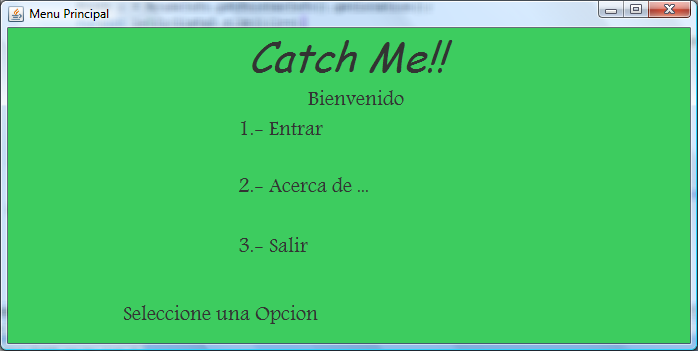 Menu Principal
Catch Me!!
Bienvenido
1.- Entrar
2.- Acerca de ...
3.- Salir
Seleccione una Opcion